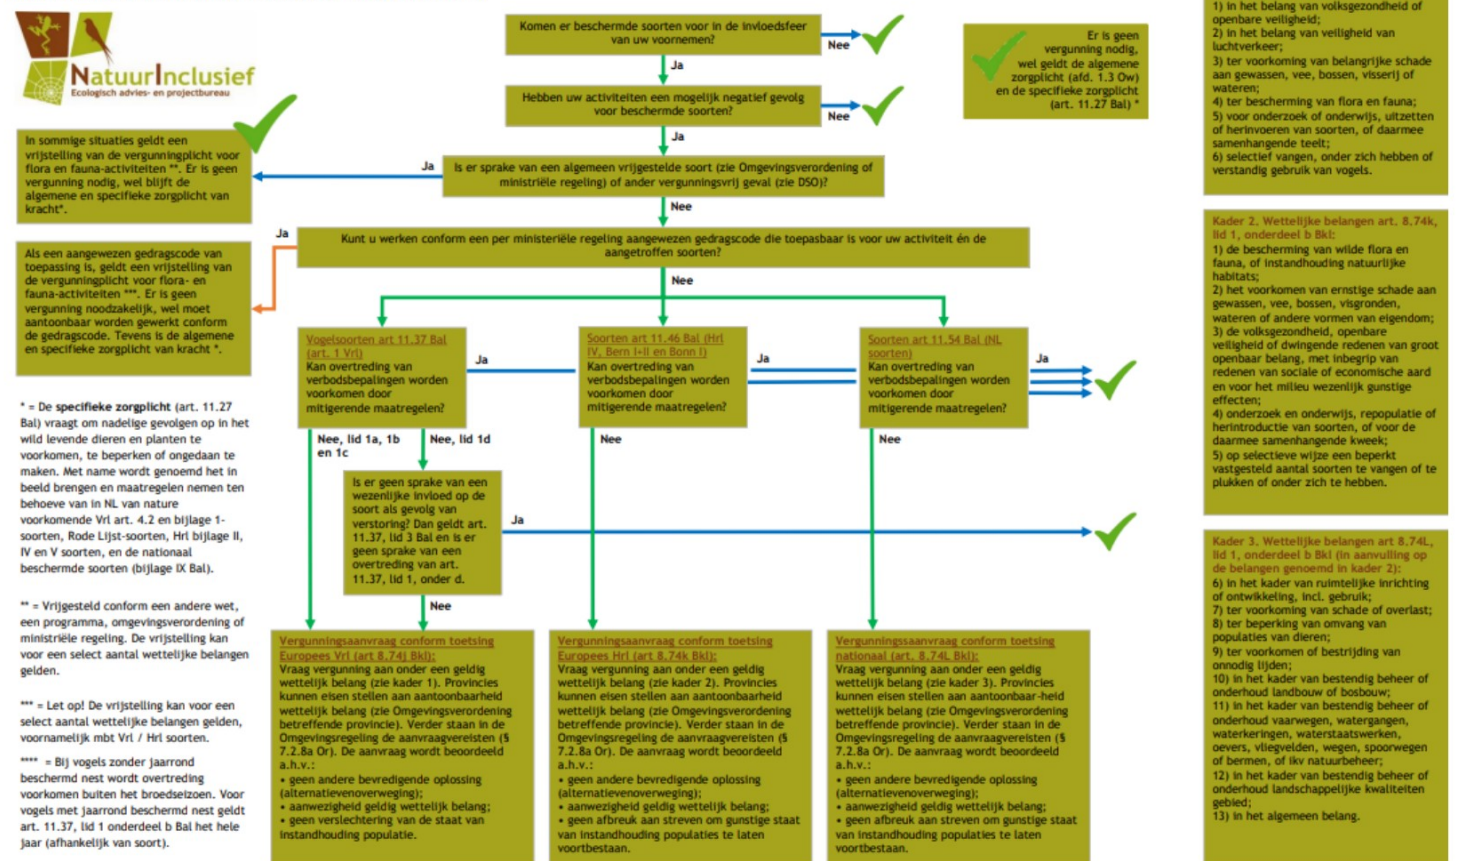 NatuurInclusief
Ecologisch advies- en projectbureau
Komen er beschermde soorten voor in de invloedsfeer
van uw voornemen?
Nee
Ja
Hebben uw activiteiten een mogelijk negatief gevolg
voor beschermde soorten?
Nee
Ja
Er is geen
vergunning nodig,
wel geldt de algemene
zorgplicht (afd. 1.3 Ow)
en de specifieke zorgplicht
(art. 11.27 Bal) *
Is er sprake van een algemeen vrijgestelde soort (zie Omgevingsverordening of
ministriële regeling) of ander vergunningsvrij geval (zie DSO)?
Ja
Nee
In sommige situaties geldt een
vrijstelling van de vergunningplicht voor
flora en fauna-activiteiten **. Er is geen
vergunning nodig, wel blijft de
algemene en specifieke zorgplicht van
kracht*.
Kunt u werken conform een per ministeriële regeling aangewezen gedragscode die toepasbaar is voor uw activiteit én de
aangetroffen soorten?
Ja
Nee
Als een aangewezen gedragscode van
toepassing is, geldt een vrijstelling van
de vergunningplicht voor flora- en
fauna-activiteiten ***. Er is geen
vergunning noodzakelijk, wel moet
aantoonbaar worden gewerkt conform
de gedragscode. Tevens is de algemene
en specifieke zorgplicht van kracht *.
Vogelsoorten art 11.37 Bal
(art. 1 Vrl)
Kan overtreding van
verbodsbepalingen worden
voorkomen door
mitigerende maatregelen?
Ja
Soorten art 11.46 Bal (Hrl
IV, Bern I+II en Bonn I)
Kan overtreding van
verbodsbepalingen worden
voorkomen door
mitigerende maatregelen?
Ja
Soorten art 11.54 Bal (NL
soorten)
Kan overtreding van
verbodsbepalingen worden
voorkomen door
mitigerende maatregelen?
Ja
Nee, lid 1a, 1b
en 1c
Nee, lid 1d
Nee
Nee
Is er geen sprake van een
wezenlijke invloed op de
soort als gevolg van
verstoring? Dan geldt art.
11.37, lid 3 Bal en is er
geen sprake van een
overtreding van art.
11.37, lid 1, onder d.
Ja
Nee
Vergunningsaanvraag conform toetsing
Europees Vrl (art 8.74j Bkl):
Vraag vergunning aan onder een geldig
wettelijk belang (zie kader 1). Provincies
kunnen eisen stellen aan aantoonbaarheid
wettelijk belang (zie Omgevingsverordening
betreffende provincie). Verder staan in de
Omgevingsregeling de aanvraagvereisten (§
7.2.8a Or). De aanvraag wordt beoordeeld
a.h.v.:
• geen andere bevredigende oplossing
(alternatievenoverweging);
• aanwezigheid geldig wettelijk belang;
• geen verslechtering van de staat van
instandhouding populatie.
Vergunningsaanvraag conform toetsing
Europees Hrl (art 8.74k Bkl):
Vraag vergunning aan onder een geldig
wettelijk belang (zie kader 2). Provincies
kunnen eisen stellen aan aantoonbaarheid
wettelijk belang (zie Omgevingsverordening
betreffende provincie). Verder staan in de
Omgevingsregeling de aanvraagvereisten (§
7.2.8a Or). De aanvraag wordt beoordeeld
a.h.v.:
• geen andere bevredigende oplossing
(alternatievenoverweging);
• aanwezigheid geldig wettelijk belang;
• geen afbreuk aan streven om gunstige staat
van instandhouding populaties te laten
voortbestaan.
Vergunningssaanvraag conform toetsing
nationaal (art. 8.74L Bkl):
Vraag vergunning aan onder een geldig
wettelijk belang (zie kader 3). Provincies
kunnen eisen stellen aan aantoonbaar-heid
wettelijk belang (zie Omgevingsverordening
betreffende provincie). Verder staan in de
Omgevingsregeling de aanvraagvereisten (§
7.2.8a Or). De aanvraag wordt beoordeeld
a.h.v.:
• geen andere bevredigende oplossing
(alternatievenoverweging);
• aanwezigheid geldig wettelijk belang;
• geen afbreuk aan streven om gunstige staat
van instandhouding populaties te laten
voortbestaan.
* = De specifieke zorgplicht (art. 11.27
Bal) vraagt om nadelige gevolgen op in het
wild levende dieren en planten te
voorkomen, te beperken of ongedaan te
maken. Met name wordt genoemd het in
beeld brengen en maatregelen nemen ten
behoeve van in NL van nature
voorkomende Vrl art. 4.2 en bijlage 1-
soorten, Rode Lijst-soorten, Hrl bijlage II,
IV en V soorten, en de nationaal
beschermde soorten (bijlage IX Bal).
** = Vrijgesteld conform een andere wet,
een programma, omgevingsverordening of
ministriële regeling. De vrijstelling kan
voor een select aantal wettelijke belangen
gelden.
*** = Let op! De vrijstelling kan voor een
select aantal wettelijke belangen gelden,
voornamelijk mbt Vrl / Hrl soorten.
**** = Bij vogels zonder jaarrond
beschermd nest wordt overtreding
voorkomen buiten het broedseizoen. Voor
vogels met jaarrond beschermd nest geldt
art. 11.37, lid 1 onderdeel b Bal het hele
jaar (afhankelijk van soort).
1) in het belang van volksgezondheid of
openbare veiligheid;
2) in het belang van veiligheid van
luchtverkeer;
3) ter voorkoming van belangrijke schade
aan gewassen, vee, bossen, visserij of
wateren;
4) ter bescherming van flora en fauna;
5) voor onderzoek of onderwijs, uitzetten
of herinvoeren van soorten, of daarmee
samenhangende teelt;
6) selectief vangen, onder zich hebben of
verstandig gebruik van vogels.
Kader 2. Wettelijke belangen art. 8.74k,
lid 1, onderdeel b Bkl:
1) de bescherming van wilde flora en
fauna, of instandhouding natuurlijke
habitats;
2) het voorkomen van ernstige schade aan
gewassen, vee, bossen, visgronden,
wateren of andere vormen van eigendom;
3) de volksgezondheid, openbare
veiligheid of dwingende redenen van groot
openbaar belang, met inbegrip van
redenen van sociale of economische aard
en voor het milieu wezenlijk gunstige
effecten;
4) onderzoek en onderwijs, repopulatie of
herintroductie van soorten, of voor de
daarmee samenhangende kweek;
5) op selectieve wijze een beperkt
vastgesteld aantal soorten te vangen of te
plukken of onder zich te hebben.
Kader 3. Wettelijke belangen art 8.74L,
lid 1, onderdeel b Bkl (in aanvulling op
de belangen genoemd in kader 2):
6) in het kader van ruimtelijke inrichting
of ontwikkeling, incl. gebruik;
7) ter voorkoming van schade of overlast;
8) ter beperking van omvang van
populaties van dieren;
9) ter voorkomen of bestrijding van
onnodig lijden;
10) in het kader van bestendig beheer of
onderhoud landbouw of bosbouw;
11) in het kader van bestendig beheer of
onderhoud vaarwegen, watergangen,
waterkeringen, waterstaatswerken,
oevers, vliegvelden, wegen, spoorwegen
of bermen, of ikv natuurbeheer;
12) in het kader van bestendig beheer of
onderhoud landschappelijke kwaliteiten
gebied;
13) in het algemeen belang.